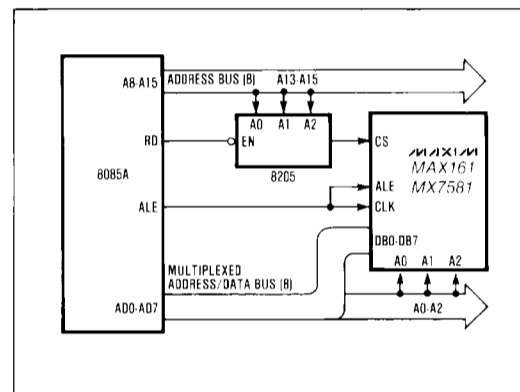 A8-A15
ADDRESS BUS (8)
A13-A15
A0 A1 A2
RD
EN
CS
8205
MAXIM
MAX161
MX7581
8085A
ALE
ALE
CLK
DB0-DB7
A0 A1 A2
MULTIPLEXED
ADDRESS/DATA BUS (8)
AD0-AD7
A0-A2